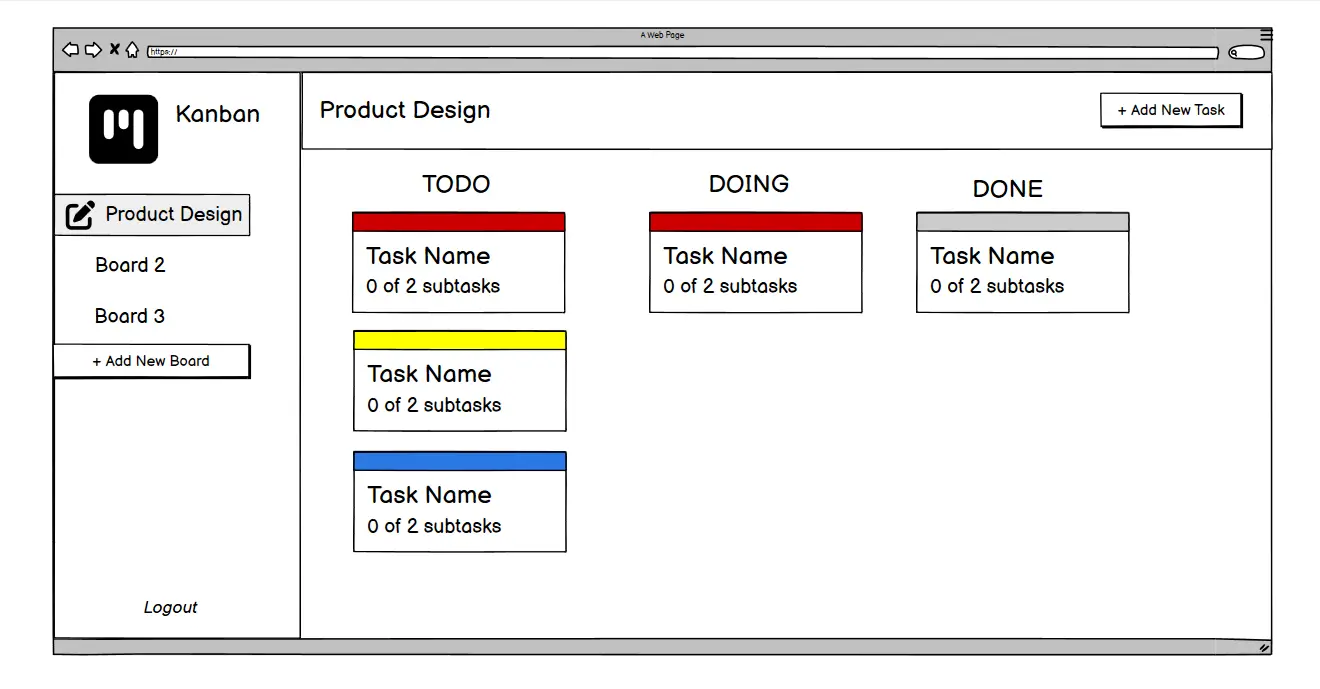 A Web Page
https://
Kanban
Product Design
Board 2
Board 3
+ Add New Board
Logout
Product Design
+ Add New Task
TODO
Task Name
0 of 2 subtasks
Task Name
0 of 2 subtasks
Task Name
0 of 2 subtasks
DOING
Task Name
0 of 2 subtasks
DONE
Task Name
0 of 2 subtasks